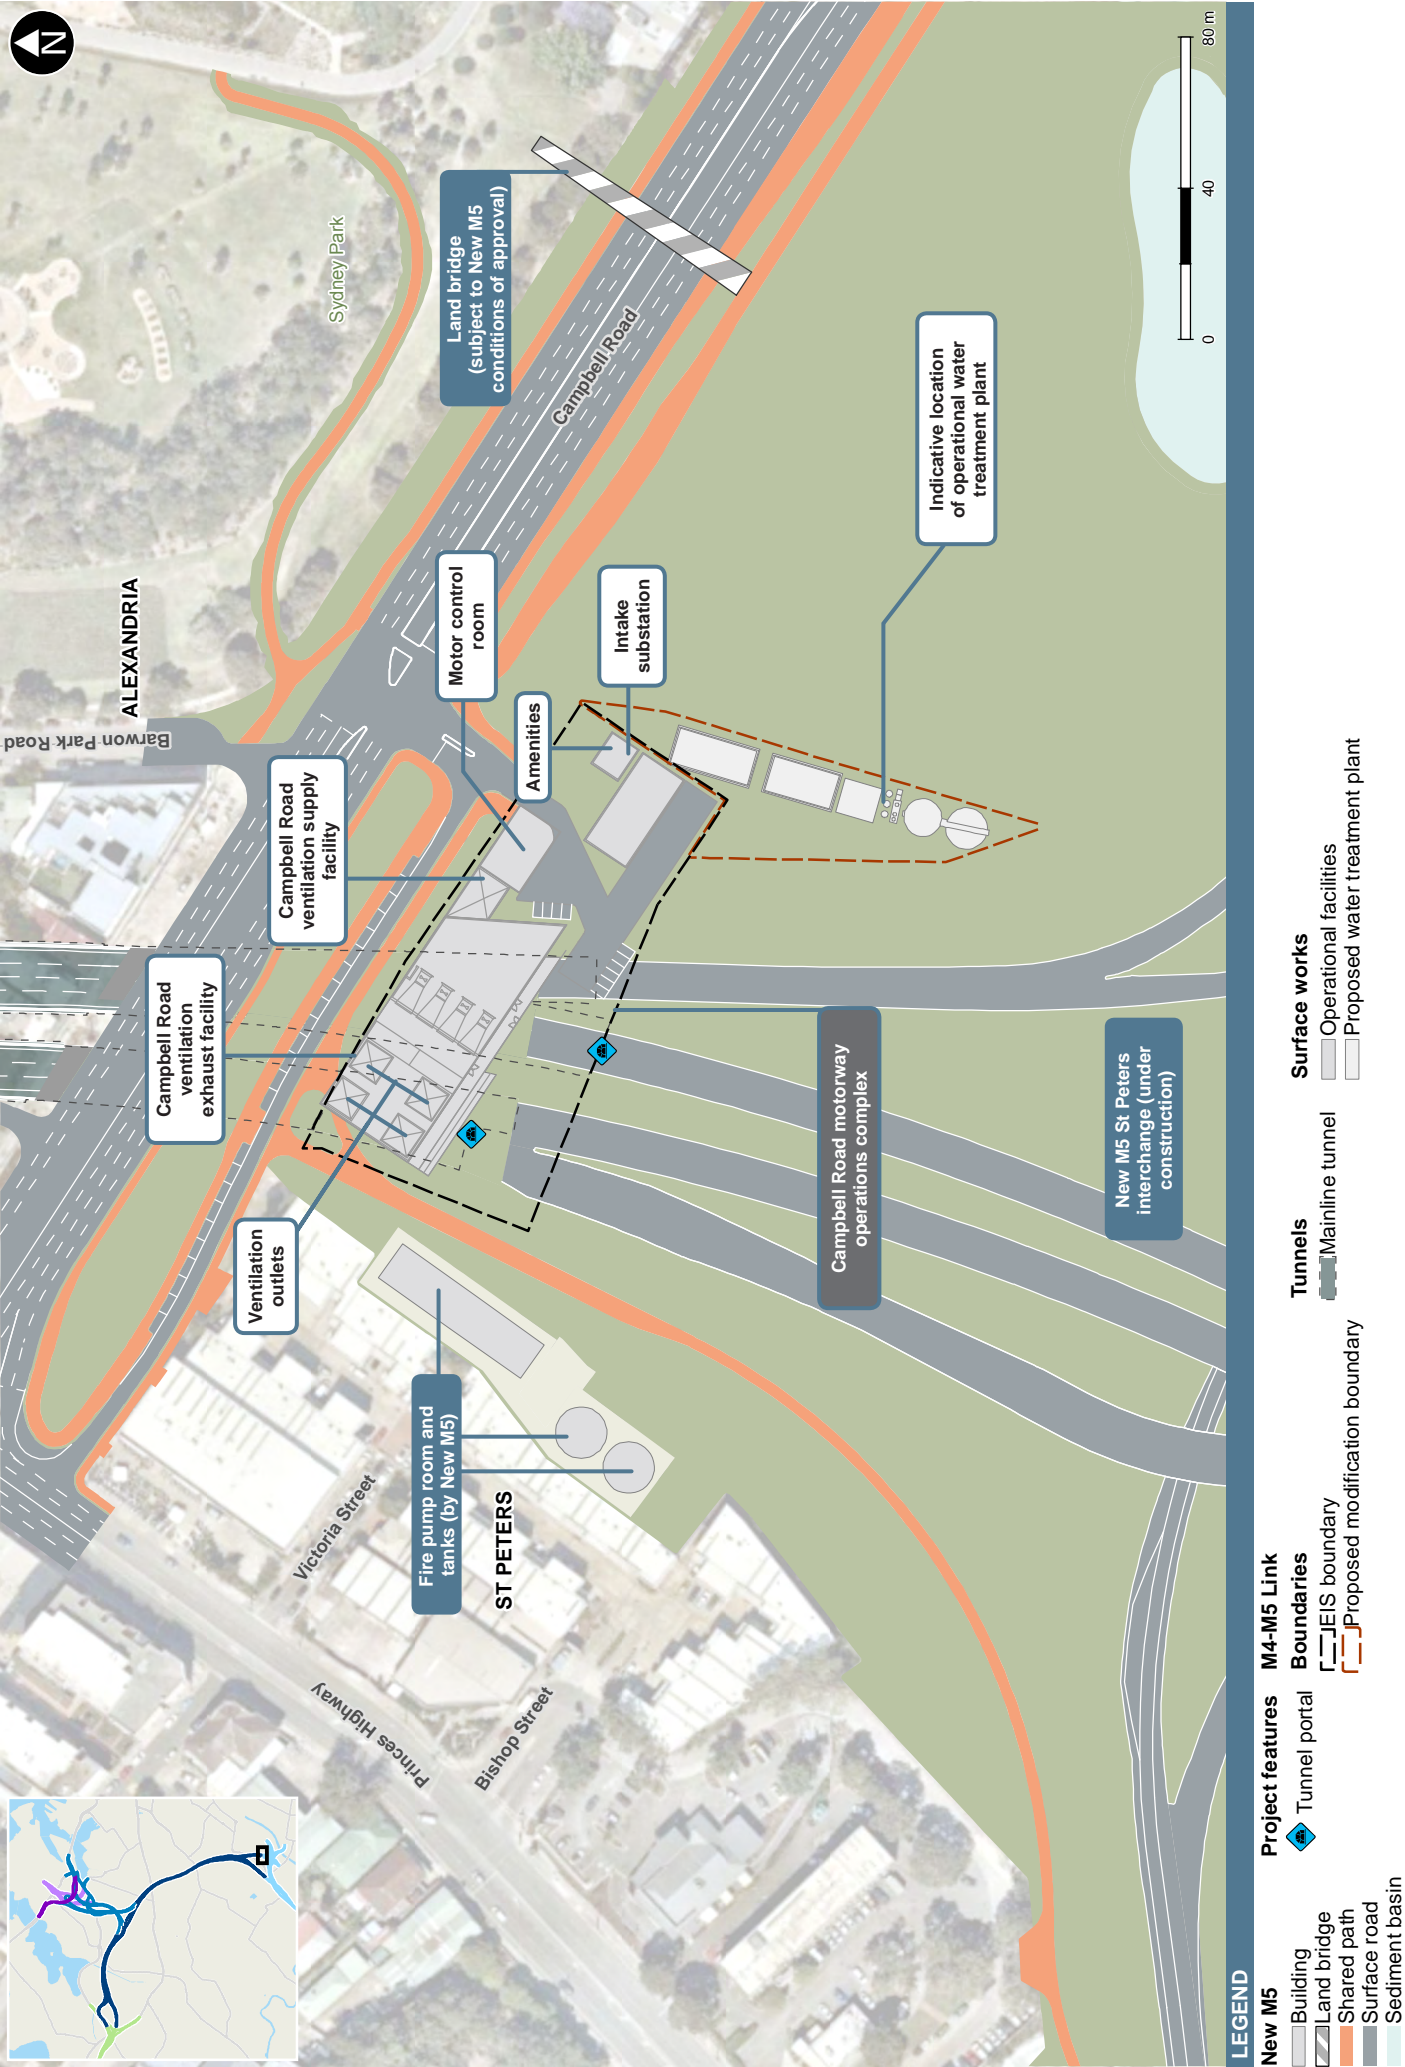 N
ALEXANDRIA
Sydney Park
Barwon Park Road
Campbell Road
Victoria Street
ST PETERS
Princes Highway
Bishop Street
Campbell Road
ventilation
exhaust facility
Campbell Road
ventilation supply
facility
Ventilation
outlets
Motor control
room
Amenities
Intake
substation
Land bridge
(subject to New M5
conditions of approval)
Indicative location
of operational water
treatment plant
Fire pump room and
tanks (by New M5)
Campbell Road motorway
operations complex
New M5 St Peters
interchange (under
construction)
0
40
80 m
LEGEND
New M5
Building
Land bridge
Shared path
Surface road
Sediment basin
Project features
Tunnel portal
M4-M5 Link
Boundaries
EIS boundary
Proposed modification boundary
Tunnels
Mainline tunnel
Surface works
Operational facilities
Proposed water treatment plant